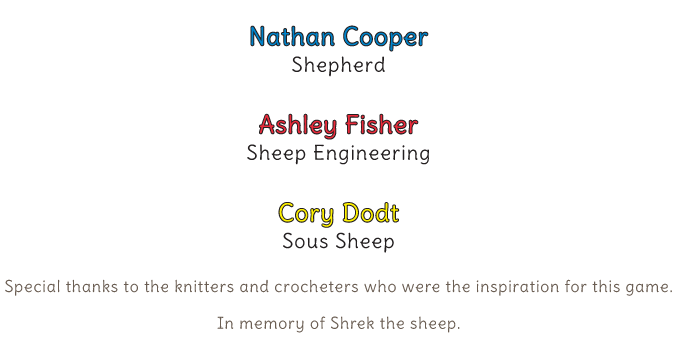 Nathan Cooper
Shepherd
Ashley Fisher
Sheep Engineering
Cory Dodt
Sous Sheep
Special thanks to the knitters and crocheters who were the inspiration for this game.
In memory of Shrek the sheep.